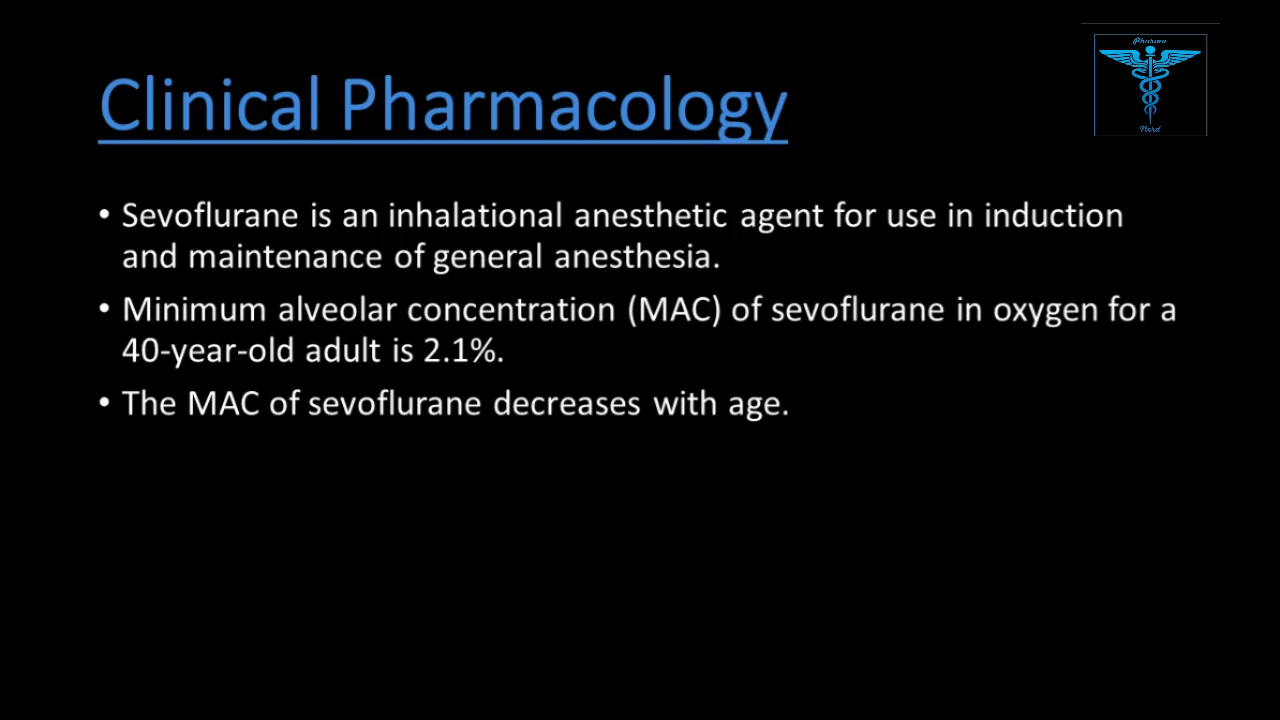 Pharma
Nerd
Clinical Pharmacology
• Sevoflurane is an inhalational anesthetic agent for use in induction
and maintenance of general anesthesia.
• Minimum alveolar concentration (MAC) of sevoflurane in oxygen for a
40-year-old adult is 2.1%.
• The MAC of sevoflurane decreases with age.